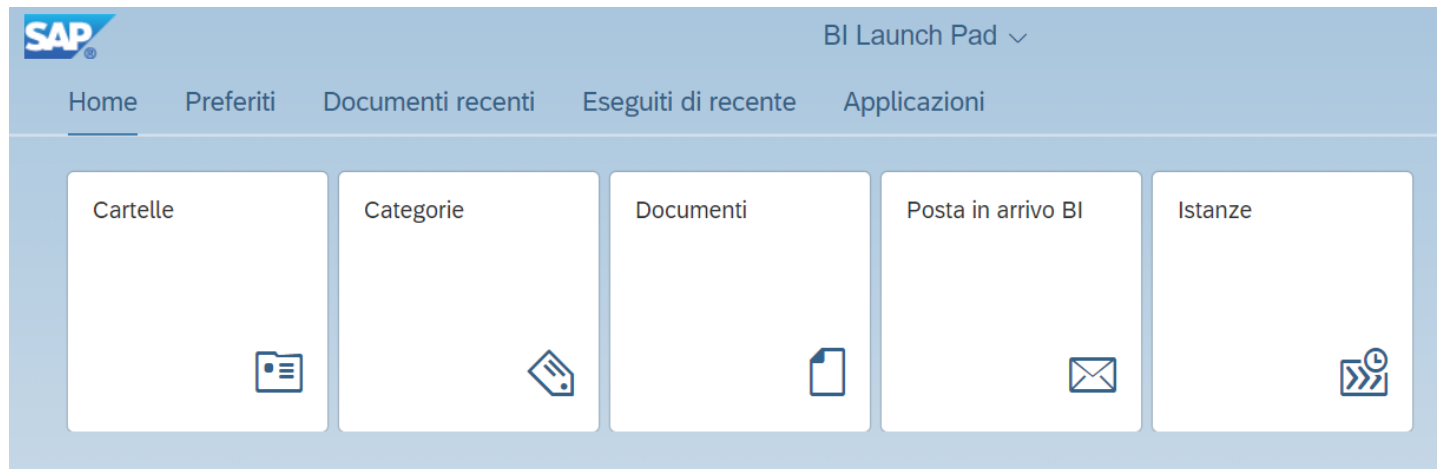 SAP®
BI Launch Pad
Home Preferiti Documenti recenti Eseguiti di recente Applicazioni
Cartelle Categorie Documenti Posta in arrivo BI Istanze